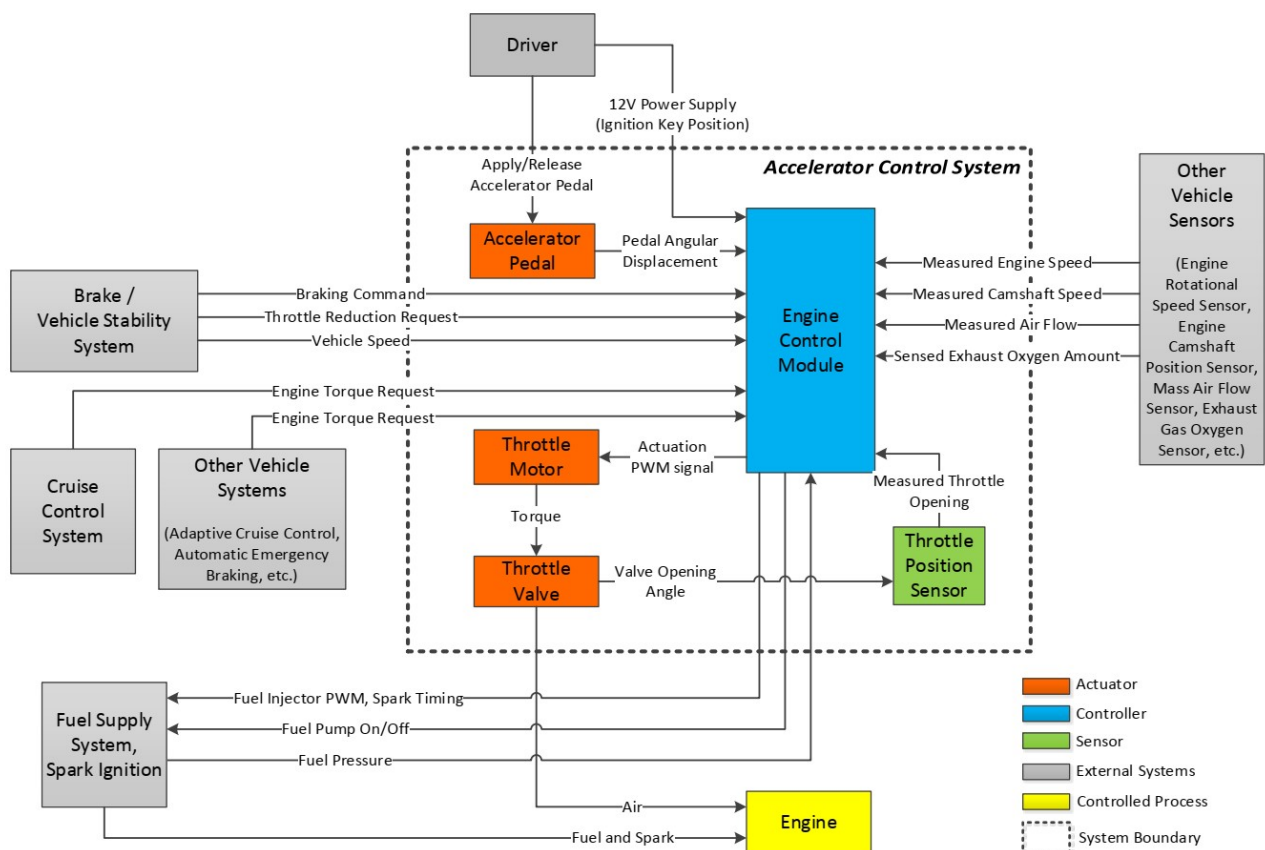 Driver
12V Power Supply
(Ignition Key Position)
Accelerator Control System
Apply/Release
Accelerator Pedal
Accelerator
Pedal
Pedal Angular
Displacement
Engine
Control
Module
Other
Vehicle
Sensors
(Engine
Rotational
Speed Sensor,
Engine
Camshaft
Position Sensor,
Mass Air Flow
Sensor, Exhaust
Gas Oxygen
Sensor, etc.)
Measured Engine Speed
Measured Camshaft Speed
Measured Air Flow
Sensed Exhaust Oxygen Amount
Brake /
Vehicle Stability
System
Braking Command
Throttle Reduction Request
Vehicle Speed
Engine Torque Request
Engine Torque Request
Cruise
Control
System
Other Vehicle
Systems
(Adaptive Cruise Control,
Automatic Emergency
Braking, etc.)
Throttle
Motor
Actuation
PWM signal
Torque
Throttle
Valve
Valve Opening
Angle
Measured Throttle
Opening
Throttle
Position
Sensor
Fuel Supply
System,
Spark Ignition
Fuel Injector PWM, Spark Timing
Fuel Pump On/Off
Fuel Pressure
Air
Fuel and Spark
Engine
Actuator
Controller
Sensor
External Systems
Controlled Process
System Boundary